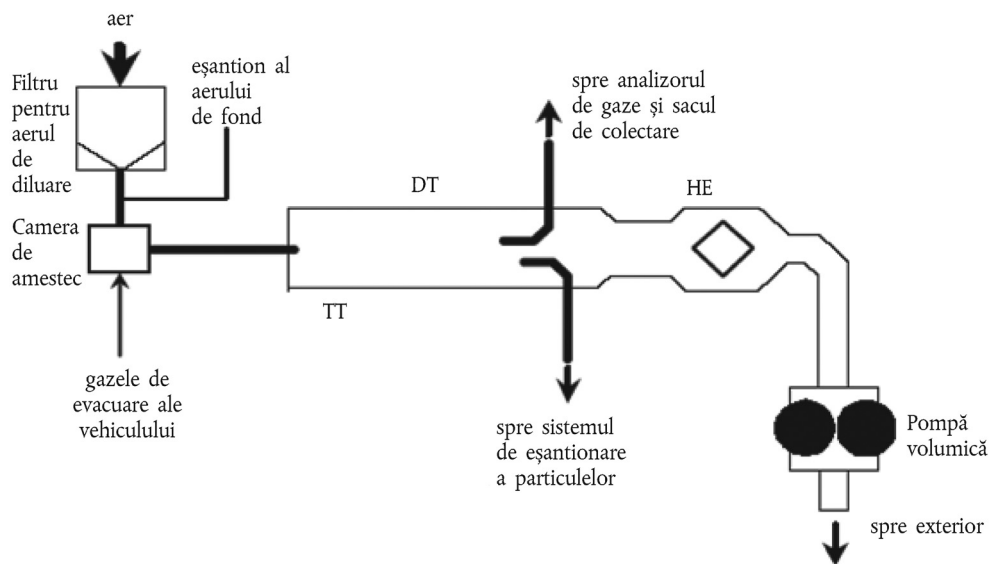 aer
Filtru
pentru
aerul
de
diluare
eșantion al
aerului
de fond
spre analizorul
de gaze și sacul
de colectare
DT
HE
Camera
de
amestec
TT
gazele de
evacuare ale
vehiculului
spre sistemul
de eșantionare
a particulelor
Pompă
volumică
spre exterior